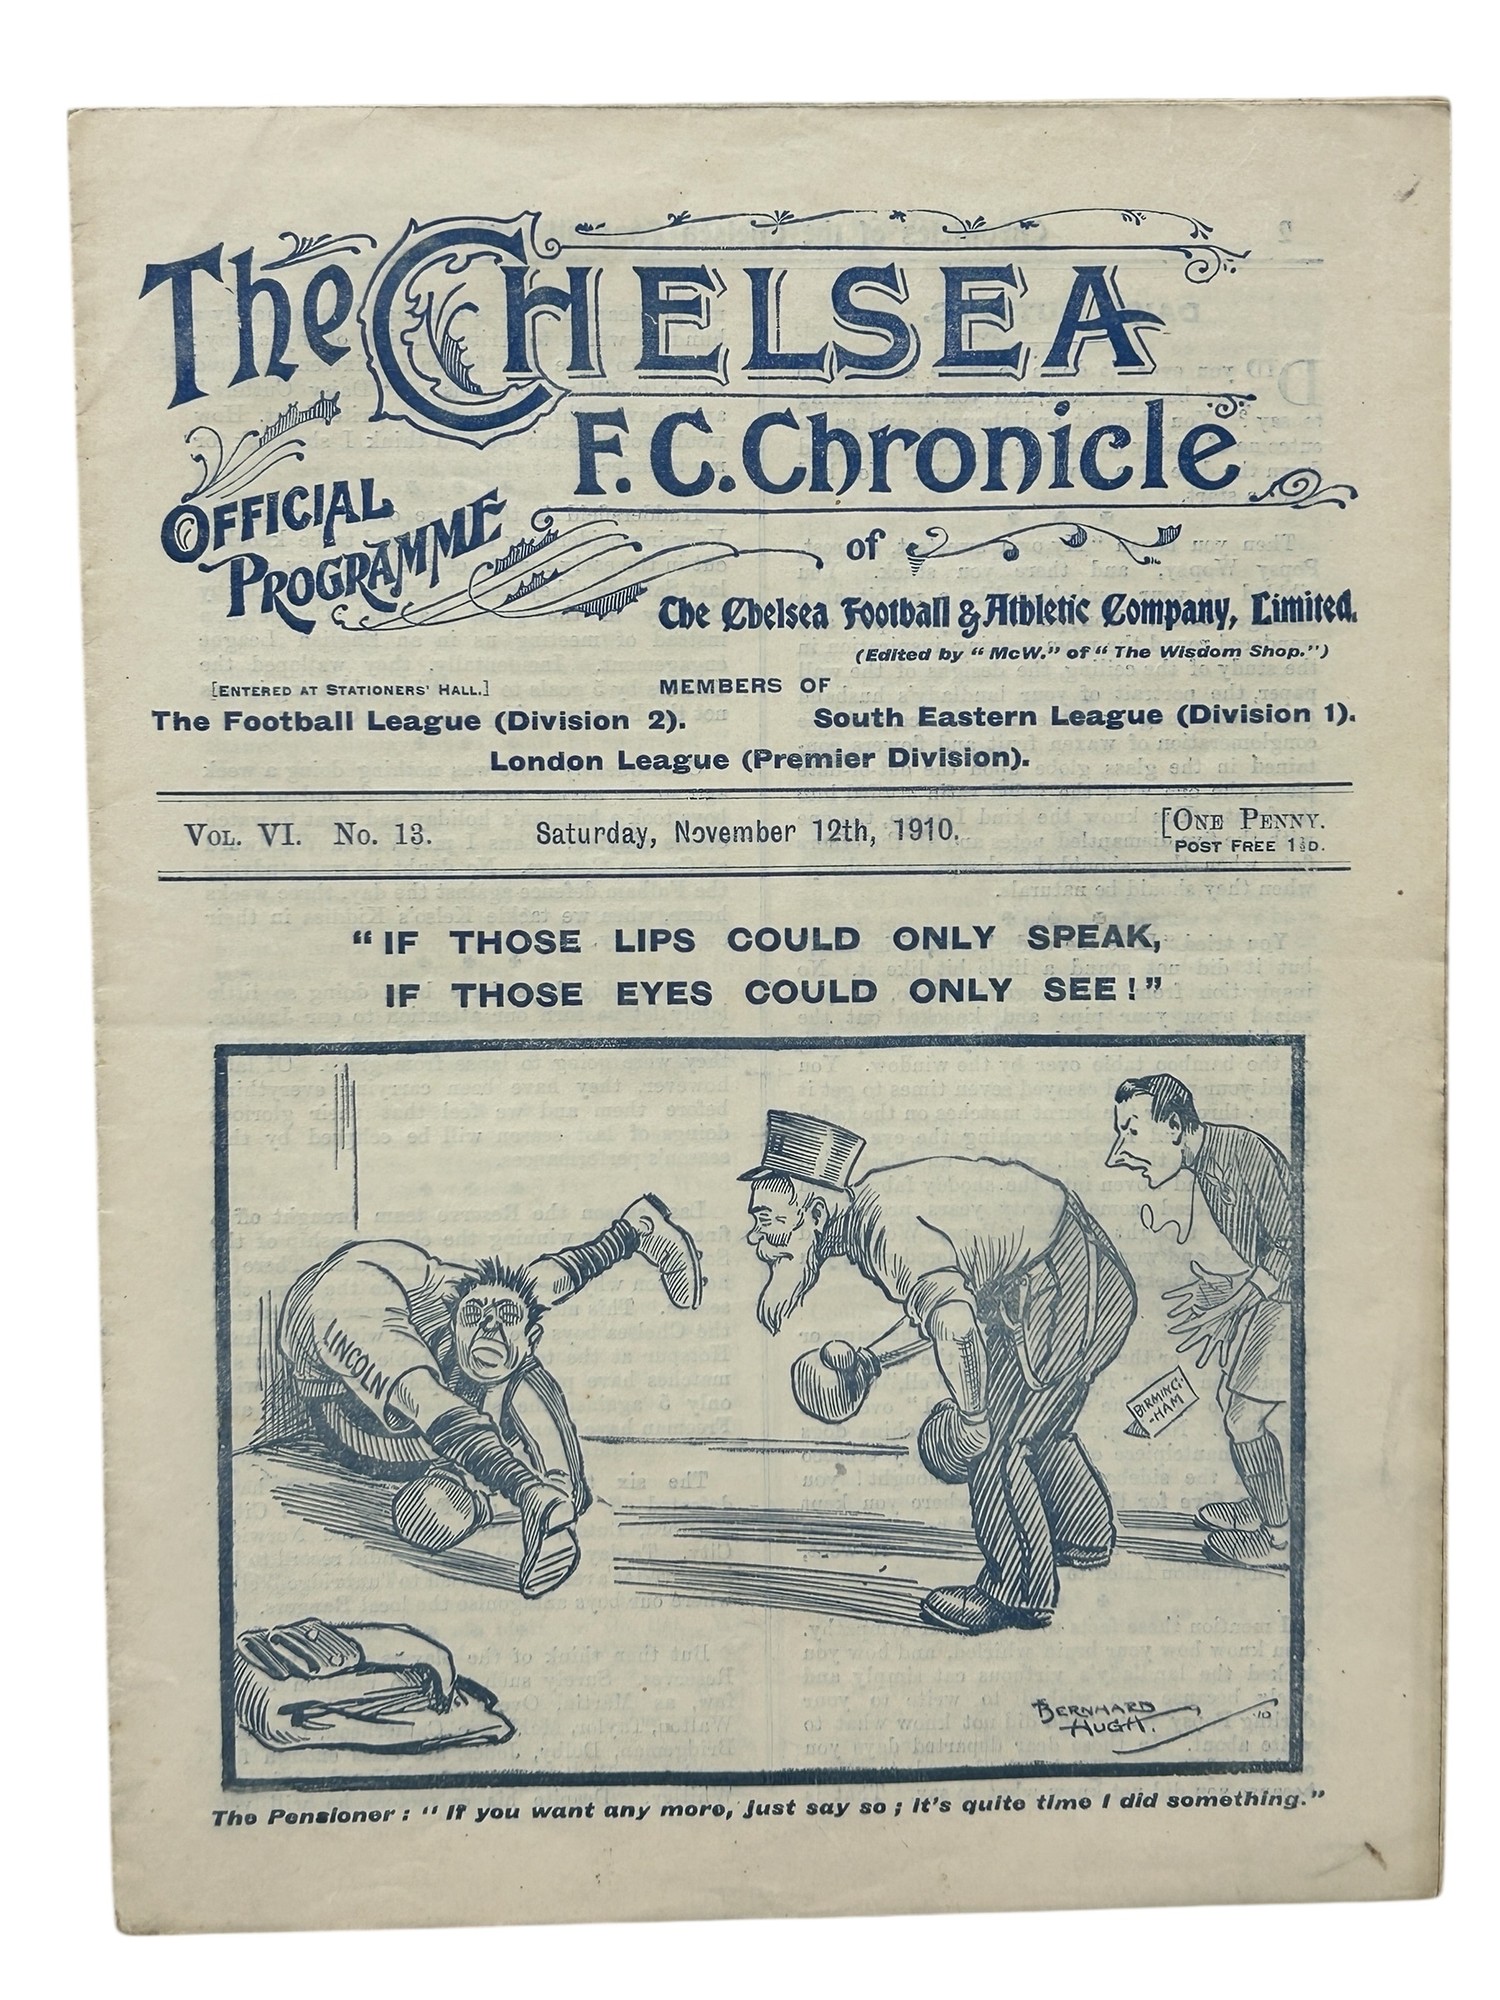 The CHELSEA
F.C. Chronicle
OFFICIAL
PROGRAMME
of
The Chelsea Football & Athletic Company, Limited.
(Edited by "McW." of "The Wisdom Shop.")
[ENTERED AT STATIONERS' HALL.]
MEMBERS OF
The Football League (Division 2). South Eastern League (Division 1).
London League (Premier Division).
VOL. VI. No. 13. Saturday, November 12th, 1910. [ONE PENNY.
POST FREE 1½D.
"IF THOSE LIPS COULD ONLY SPEAK,
IF THOSE EYES COULD ONLY SEE!"
LINCOLN
BIRMING-
-HAM
BERNHARD
HUGH. '10
The Pensioner: "If you want any more, just say so; it's quite time I did something."